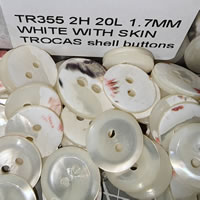 TR355 2H 20L 1.7MM
WHITE WITH SKIN
TROCAS shell buttons